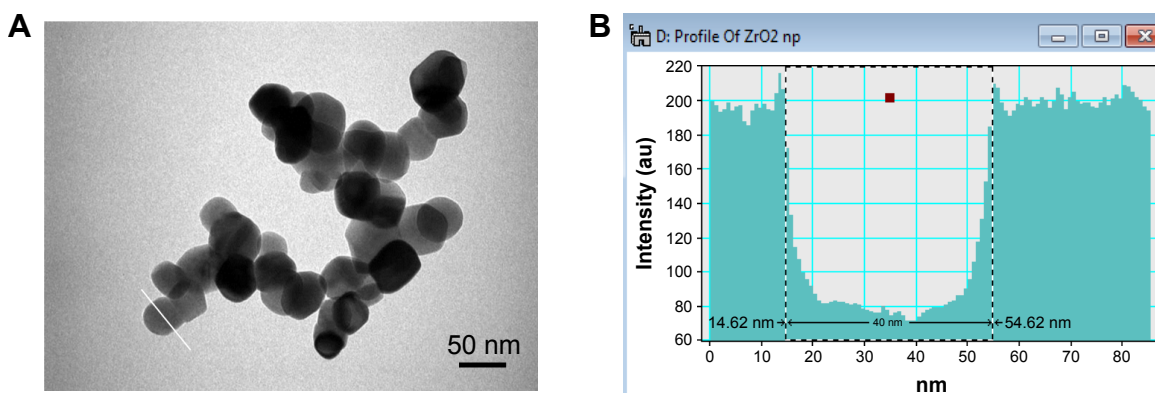 A
50 nm
B
D: Profile Of ZrO2 np
Intensity (au)
220
200
180
160
140
120
100
80
60
14.62 nm
40 nm
54.62 nm
0 10 20 30 40 50 60 70 80
nm